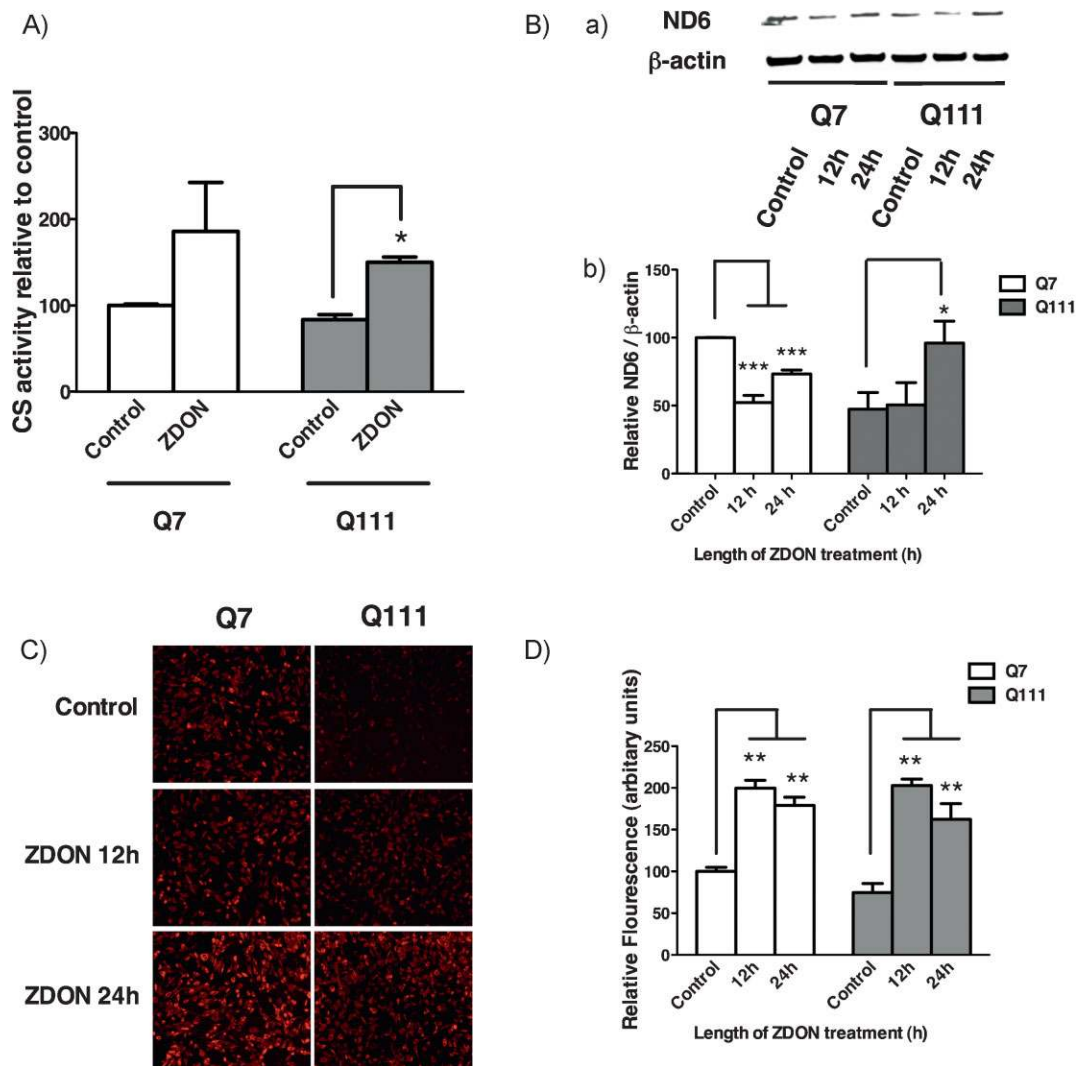 A)
CS activity relative to control
300
200
100
0
Control
ZDON
Control
ZDON
Q7
Q111
B)
a)
ND6
β-actin
Q7
Q111
Control
12h
24h
Control
12h
24h
b)
Relative ND6 / β-actin
150
100
50
0
***
***
*
Q7
Q111
Control
12 h
24 h
Control
12 h
24 h
Length of ZDON treatment (h)
*
C)
Q7
Q111
Control
ZDON 12h
ZDON 24h
D)
Relative Flourescence (arbitary units)
250
200
150
100
50
0
**
**
**
**
Q7
Q111
Control
12h
24h
Control
12h
24h
Length of ZDON treatment (h)